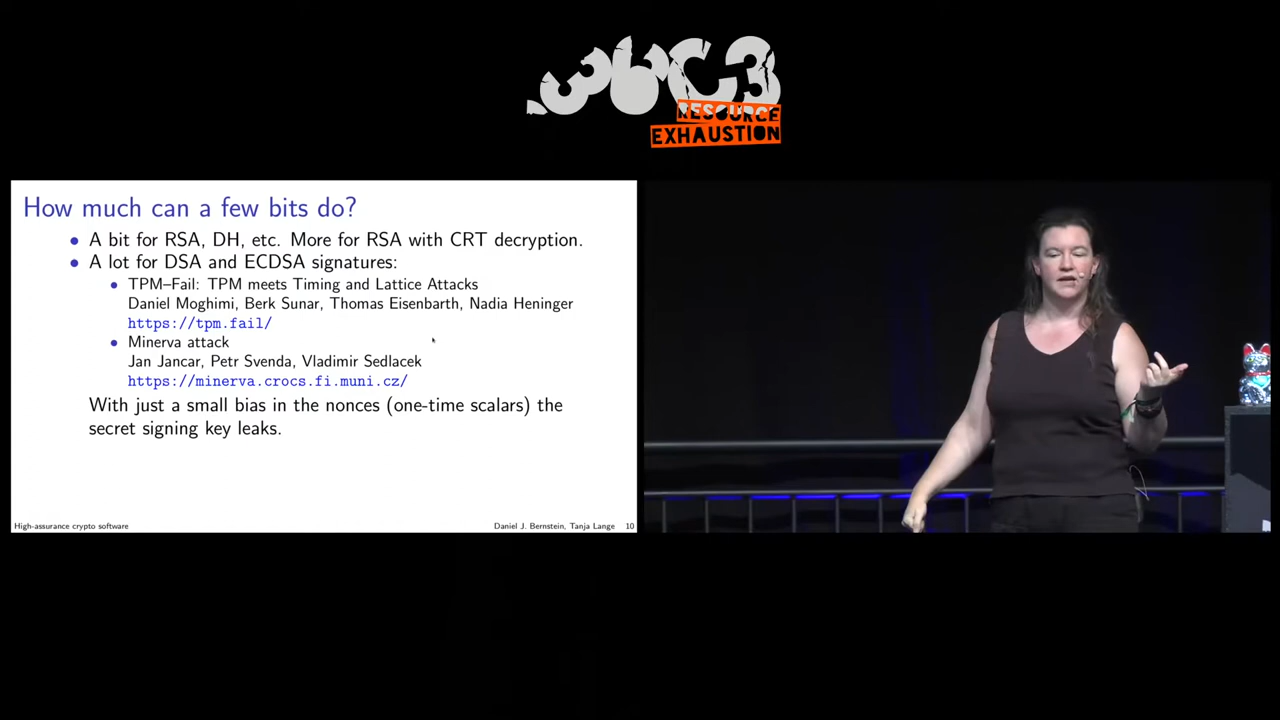 36C3
RESOURCE
EXHAUSTION
How much can a few bits do?
• A bit for RSA, DH, etc. More for RSA with CRT decryption.
• A lot for DSA and ECDSA signatures:
• TPM–Fail: TPM meets Timing and Lattice Attacks
Daniel Moghimi, Berk Sunar, Thomas Eisenbarth, Nadia Heninger
https://tpm.fail/
• Minerva attack
Jan Jancar, Petr Svenda, Vladimir Sedlacek
https://minerva.crocs.fi.muni.cz/
With just a small bias in the nonces (one-time scalars) the
secret signing key leaks.
High-assurance crypto software
Daniel J. Bernstein, Tanja Lange 10